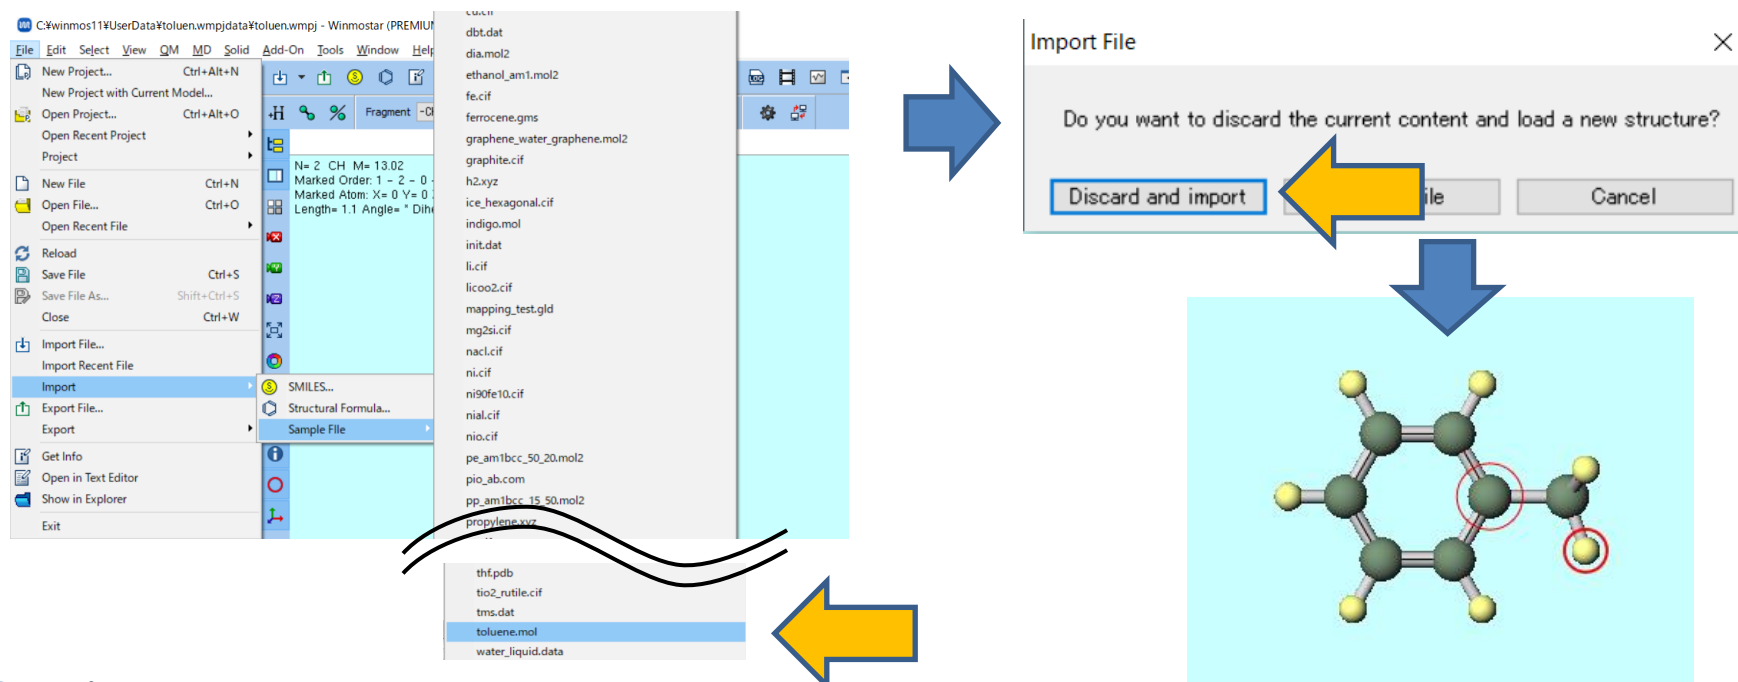 C:¥winmos11¥UserData¥toluen.wmpjdata¥toluen.wmpj - Winmostar (PREMIUM
File Edit Select View QM MD Solid Add-On Tools Window Help
New Project... Ctrl+Alt+N
New Project with Current Model...
Open Project... Ctrl+Alt+O
Open Recent Project
Project
New File Ctrl+N
Open File... Ctrl+O
Open Recent File
Reload
Save File Ctrl+S
Save File As... Shift+Ctrl+S
Close Ctrl+W
Import File...
Import Recent File
Import
Export File...
Export
Get Info
Open in Text Editor
Show in Explorer
Exit
+H
Fragment
LOG
N= 2 CH M= 13.02
Marked Order: 1 - 2 - 0
Marked Atom: X= 0 Y= 0
Length= 1.1 Angle= "
SMILES...
Structural Formula...
Sample FIle
cu.cif
dbt.dat
dia.mol2
ethanol_am1.mol2
fe.cif
ferrocene.gms
graphene_water_graphene.mol2
graphite.cif
h2.xyz
ice_hexagonal.cif
indigo.mol
init.dat
li.cif
licoo2.cif
mapping_test.gld
mg2si.cif
nacl.cif
ni.cif
ni90fe10.cif
nial.cif
nio.cif
pe_am1bcc_50_20.mol2
pio_ab.com
pp_am1bcc_15_50.mol2
propylene.xyz
thf.pdb
tio2_rutile.cif
tms.dat
toluene.mol
water_liquid.data
Import File
Do you want to discard the current content and load a new structure?
Discard and import
ile
Cancel